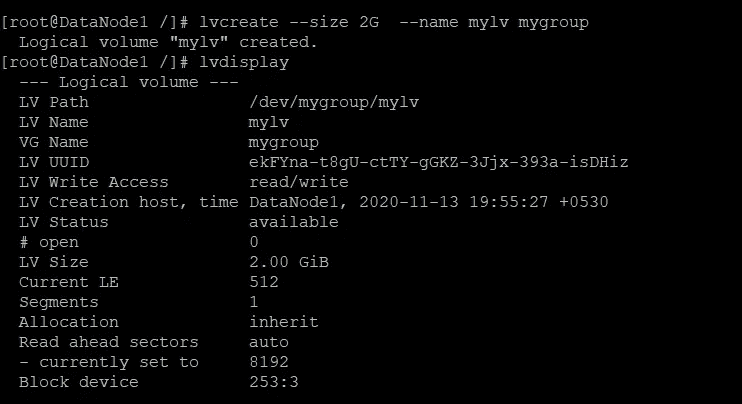 [root@DataNode1 /]# lvcreate --size 2G  --name mylv mygroup
  Logical volume "mylv" created.
[root@DataNode1 /]# lvdisplay
  --- Logical volume ---
  LV Path                /dev/mygroup/mylv
  LV Name                mylv
  VG Name                mygroup
  LV UUID                ekFYna-t8gU-ctTY-gGKZ-3Jjx-393a-isDHiz
  LV Write Access        read/write
  LV Creation host, time DataNode1, 2020-11-13 19:55:27 +0530
  LV Status              available
  # open                 0
  LV Size                2.00 GiB
  Current LE             512
  Segments               1
  Allocation             inherit
  Read ahead sectors     auto
  - currently set to     8192
  Block device           253:3